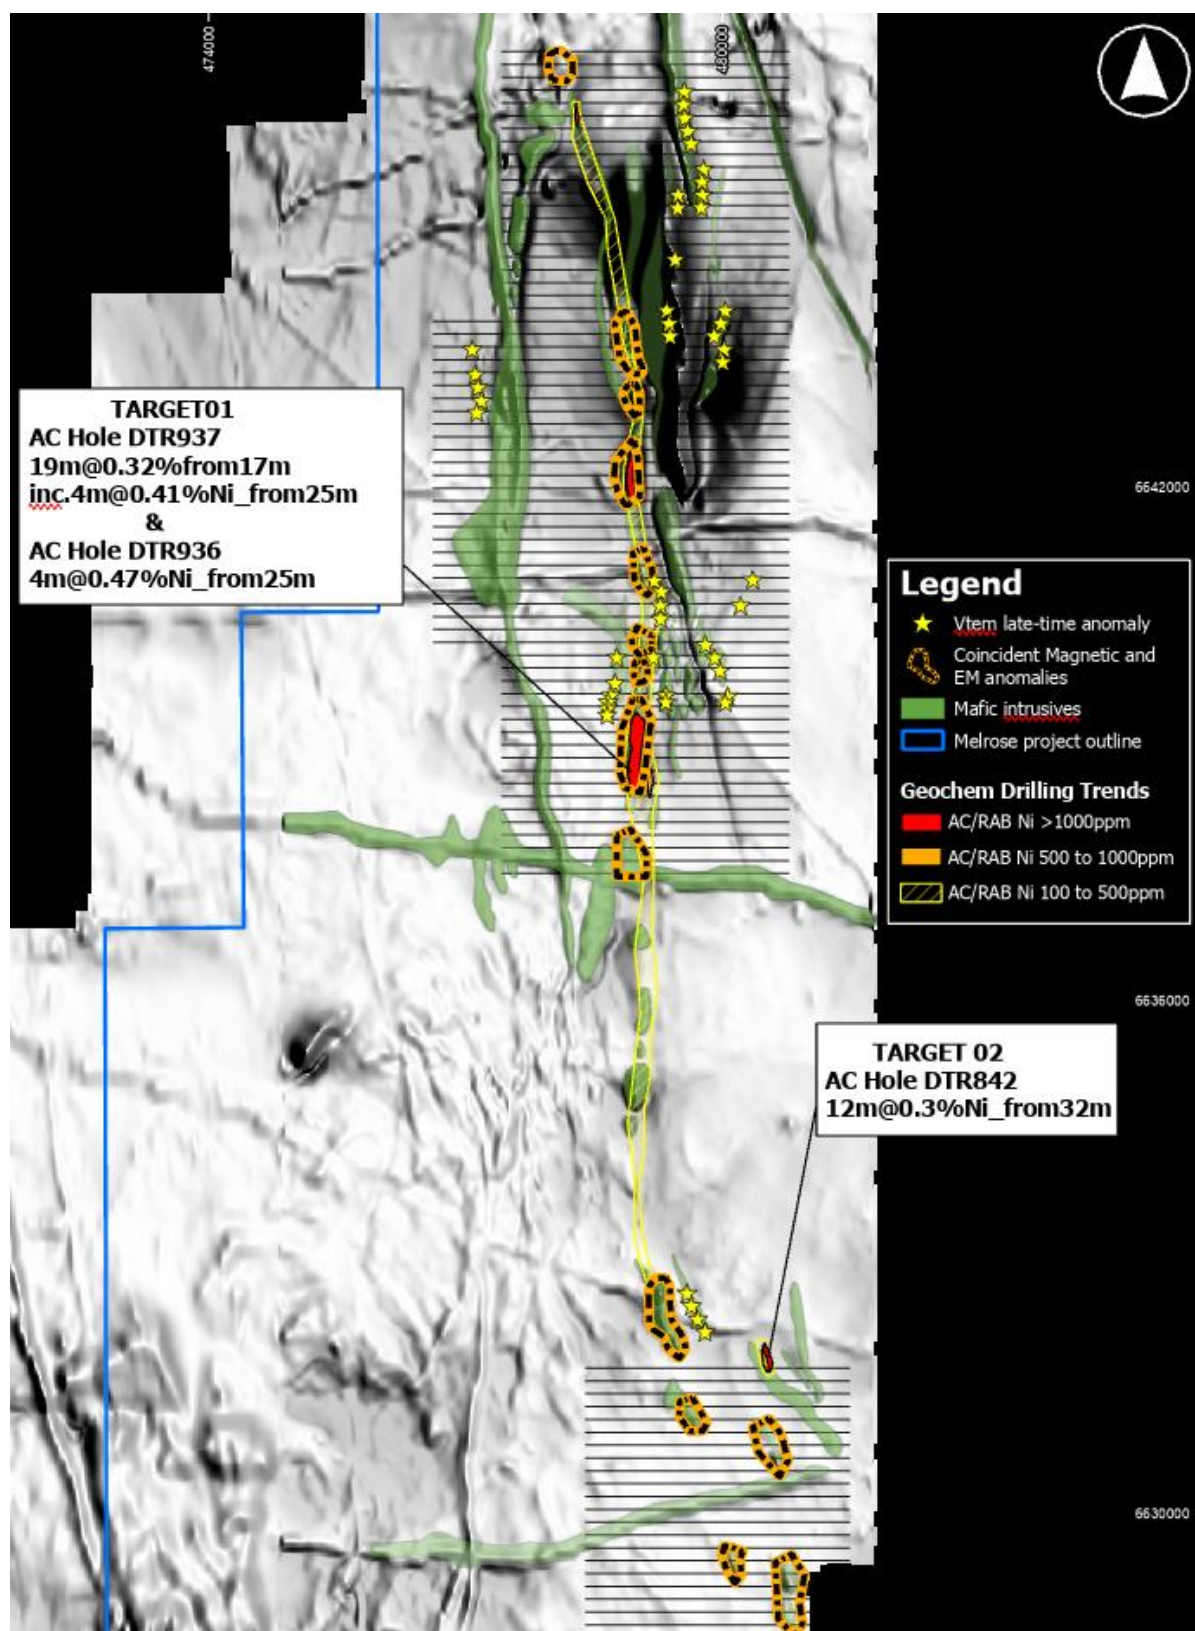 474000
480000
TARGET01
AC Hole DTR937
19m@0.32%from17m
inc.4m@0.41%Ni_from25m
&
AC Hole DTR936
4m@0.47%Ni_from25m
6642000
Legend
Vtem late-time anomaly
Coincident Magnetic and
EM anomalies
Mafic intrusives
Melrose project outline
Geochem Drilling Trends
AC/RAB Ni >1000ppm
AC/RAB Ni 500 to 1000ppm
AC/RAB Ni 100 to 500ppm
6636000
TARGET 02
AC Hole DTR842
12m@0.3%Ni_from32m
6630000